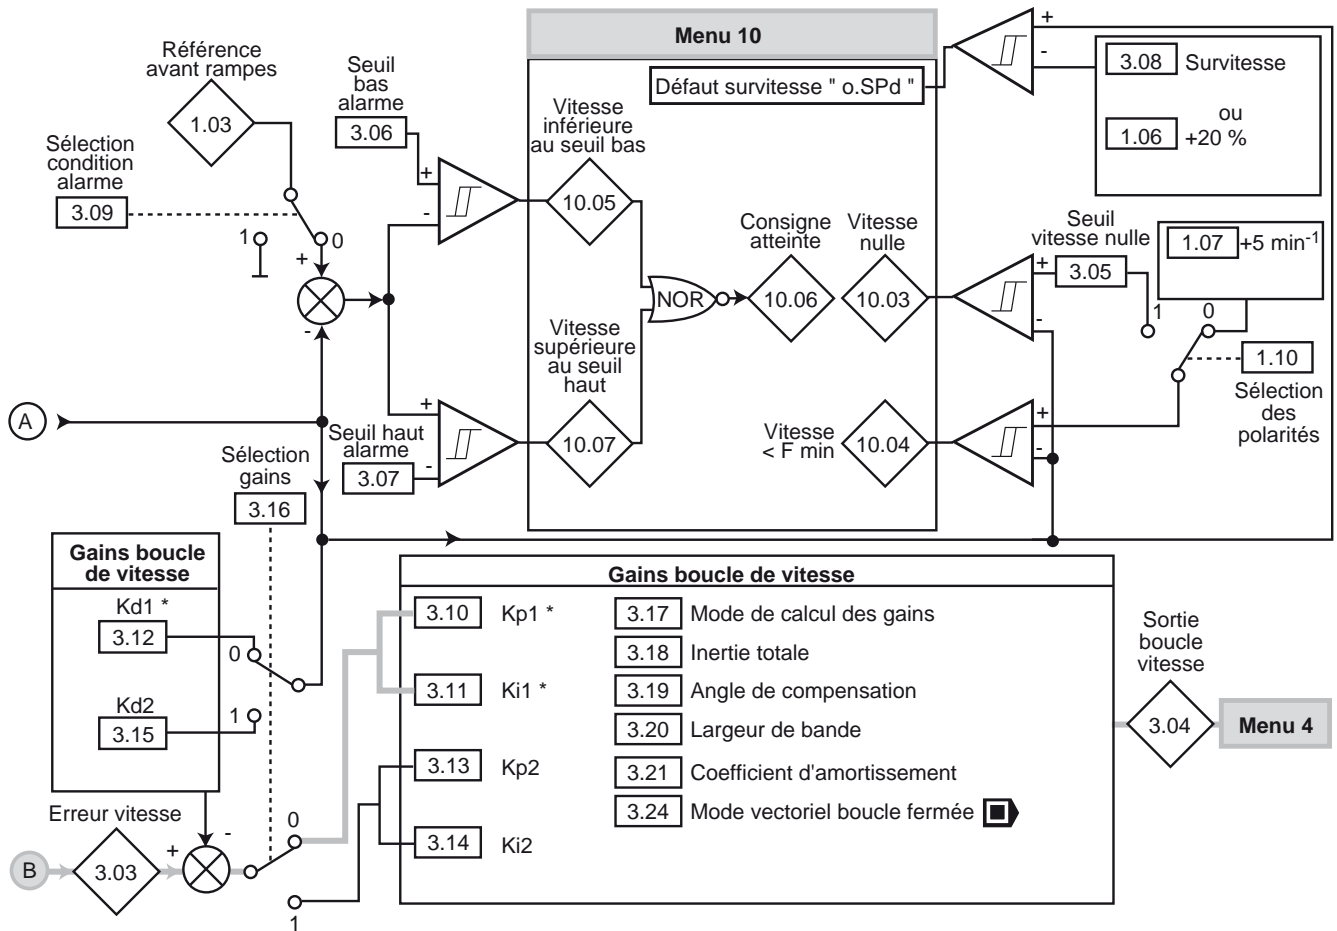 Menu 10
Défaut survitesse " o.SPd "
+
-
3.08 Survitesse
ou
1.06 +20 %
Référence
avant rampes
1.03
Seuil
bas
alarme
3.06
Sélection
condition
alarme
3.09
1
0
+
-
+
-
Vitesse
inférieure
au seuil bas
10.05
NOR
Consigne
atteinte
10.06
Vitesse
nulle
10.03
+
-
Seuil
vitesse nulle
3.05
1.07 +5 min-1
1
0
1.10
Sélection
des
polarités
Vitesse
supérieure
au seuil
haut
10.07
Vitesse
< F min
10.04
+
-
A
Seuil haut
alarme
3.07
+
-
Sélection
gains
3.16
Gains boucle
de vitesse
Kd1 *
3.12
0
Kd2
3.15
1
Erreur vitesse
B
3.03
+
-
0
1
Gains boucle de vitesse
3.10 Kp1 *
3.11 Ki1 *
3.13 Kp2
3.14 Ki2
3.17 Mode de calcul des gains
3.18 Inertie totale
3.19 Angle de compensation
3.20 Largeur de bande
3.21 Coefficient d'amortissement
3.24 Mode vectoriel boucle fermée
Sortie
boucle
vitesse
3.04
Menu 4